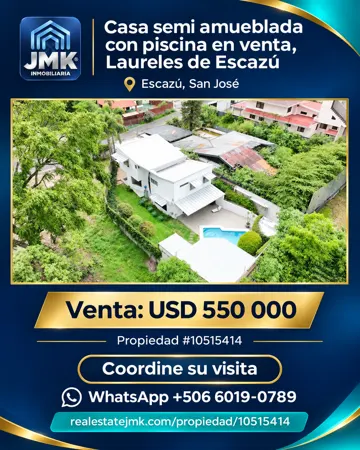 JMK
INMOBILIARIA
Casa semi amueblada
con piscina en venta,
Laureles de Escazú
Escazú, San José
Venta: USD 550 000
Propiedad #10515414
Coordine su visita
WhatsApp +506 6019-0789
realestatejmk.com/propiedad/10515414